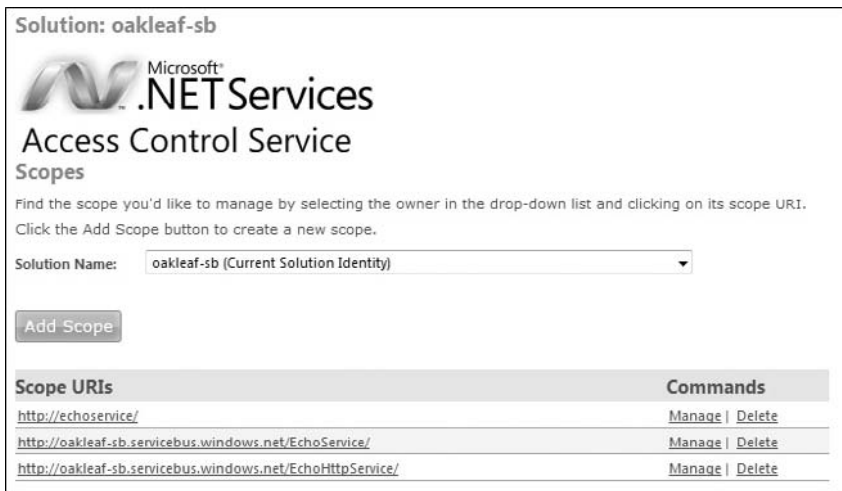 Solution: oakleaf-sb
Microsoft®
.NET Services
Access Control Service
Scopes
Find the scope you'd like to manage by selecting the owner in the drop-down list and clicking on its scope URI.
Click the Add Scope button to create a new scope.
Solution Name: oakleaf-sb (Current Solution Identity)
Add Scope
Scope URIs Commands
http://echoservice/ Manage | Delete
http://oakleaf-sb.servicebus.windows.net/EchoService/ Manage | Delete
http://oakleaf-sb.servicebus.windows.net/EchoHttpService/ Manage | Delete